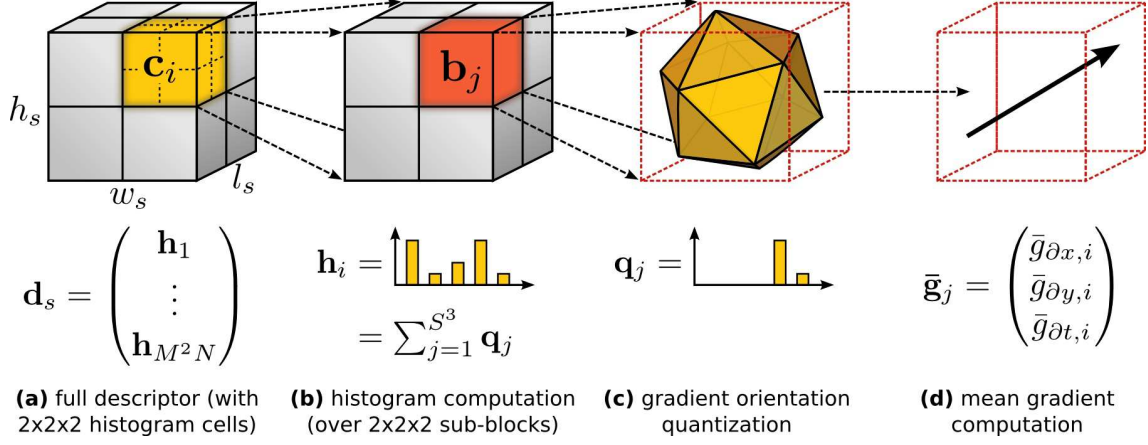 c_i
b_j
h_s
w_s
l_s
d_s = (h_1 ⋮ h_{M^2N})
h_i =
= ∑_{j=1}^{S^3} q_j
q_j =
ḡ_j = (ḡ_{∂x,i} ḡ_{∂y,i} ḡ_{∂t,i})
(a) full descriptor (with
2x2x2 histogram cells)
(b) histogram computation
(over 2x2x2 sub-blocks)
(c) gradient orientation
quantization
(d) mean gradient
computation